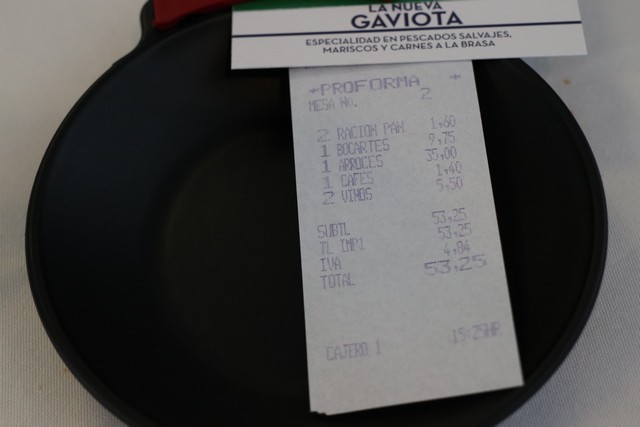 LA NUEVA
GAVIOTA
ESPECIALIDAD EN PESCADOS SALVAJES,
MARISCOS Y CARNES A LA BRASA
*PROFORMA *
MESA No. 2
2 RACION PAN 1,60
1 BOCARTES 9,75
1 ARROCES 35,00
1 CAFES 1,40
2 VINOS 5,50
SUBTL 53,25
TL IMP1 53,25
IVA 4,84
TOTAL 53,25
CAJERO 1 15:29HR